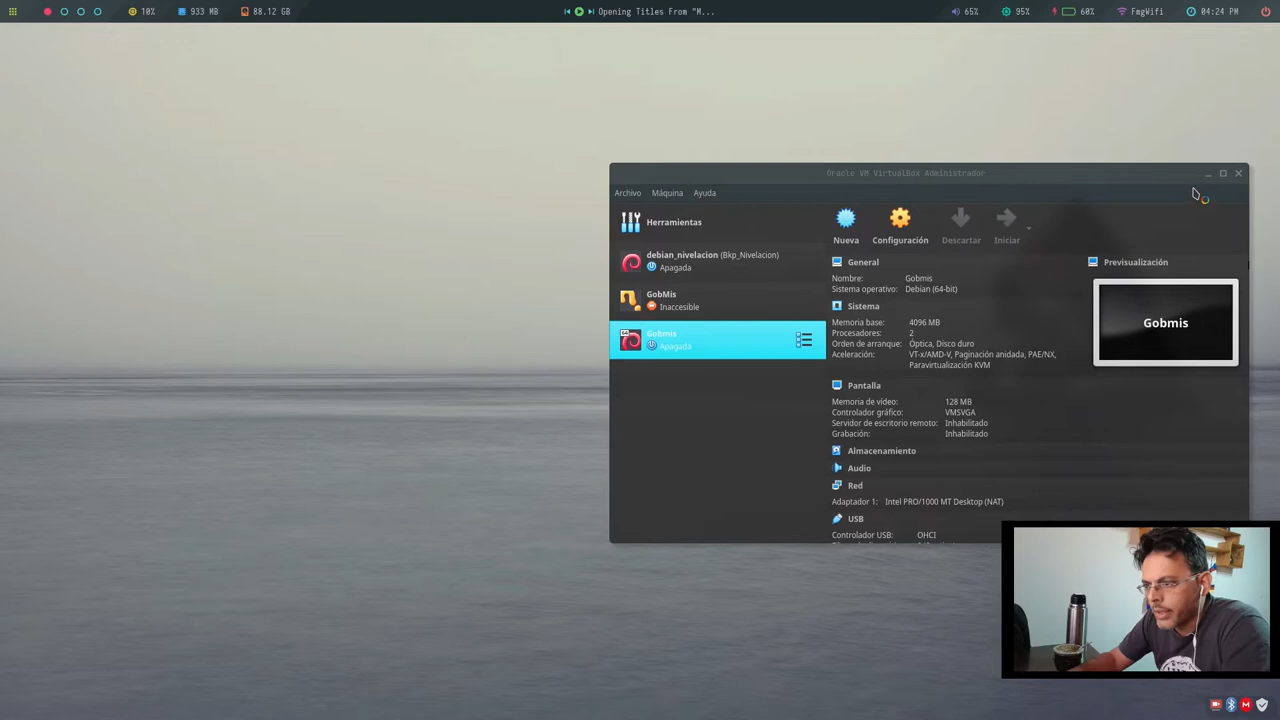 10% 933 MB 88.12 GB Opening Titles From "M... 65% 95% 60% FmgWifi 04:24 PM
Oracle VM VirtualBox Administrador
Archivo Máquina Ayuda
Herramientas
debian_nivelacion (Bkp_Nivelacion)
Apagada
GobMis
Inaccesible
64
Gobmis
Apagada
Nueva Configuración Descartar Iniciar
General
Nombre: Gobmis
Sistema operativo: Debian (64-bit)
Sistema
Memoria base: 4096 MB
Procesadores: 2
Orden de arranque: Óptica, Disco duro
Aceleración: VT-x/AMD-V, Paginación anidada, PAE/NX,
Paravirtualización KVM
Pantalla
Memoria de vídeo: 128 MB
Controlador gráfico: VMSVGA
Servidor de escritorio remoto: Inhabilitado
Grabación: Inhabilitado
Almacenamiento
Audio
Red
Adaptador 1: Intel PRO/1000 MT Desktop (NAT)
USB
Controlador USB: OHCI
Previsualización
Gobmis